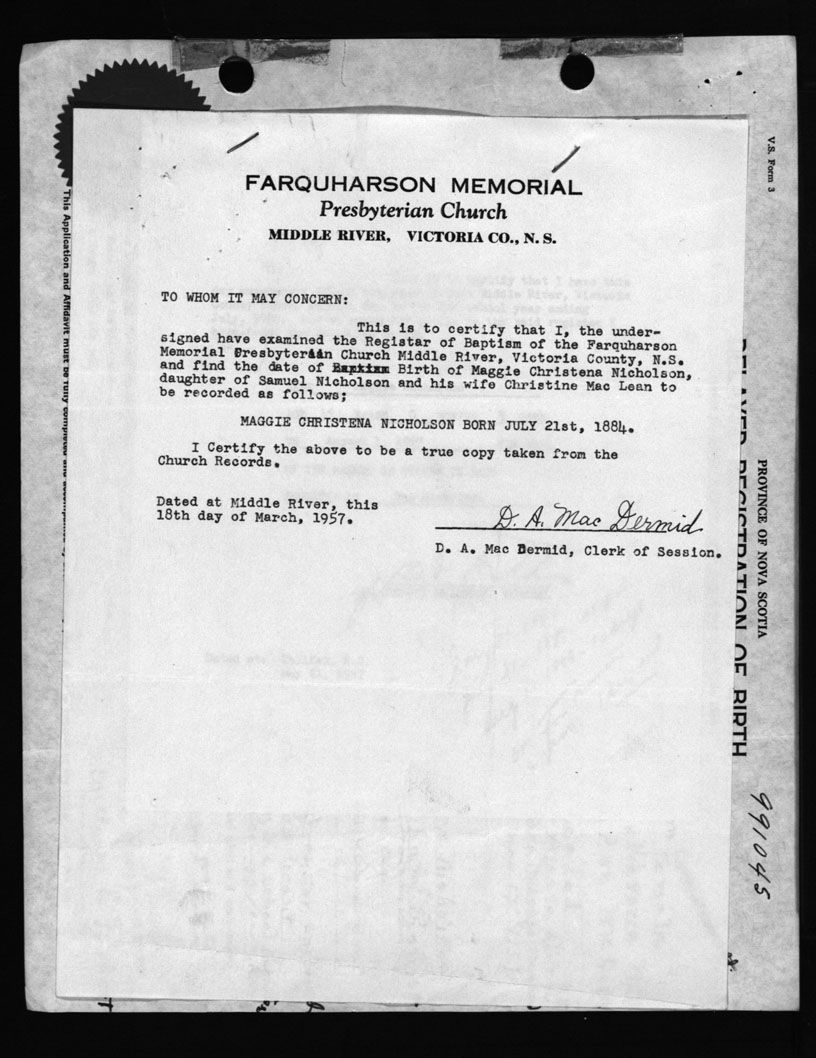 FARQUHARSON MEMORIAL
Presbyterian Church
MIDDLE RIVER, VICTORIA CO., N. S.
TO WHOM IT MAY CONCERN:
This is to certify that I, the under-
signed have examined the Registar of Baptism of the Farquharson
Memorial Presbyterian Church Middle River, Victoria County, N.S.
and find the date of Birth of Maggie Christena Nicholson,
daughter of Samuel Nicholson and his wife Christine Mac Lean to
be recorded as follows;
MAGGIE CHRISTENA NICHOLSON BORN JULY 21st, 1884.
I Certify the above to be a true copy taken from the
Church Records.
Dated at Middle River, this
18th day of March, 1957.
D. A. Mac Dermid
D. A. Mac Dermid, Clerk of Session.
V.S. Form 3
PROVINCE OF NOVA SCOTIA
DELAYED REGISTRATION OF BIRTH
991045
This Application and Affidavit must be fully completed and